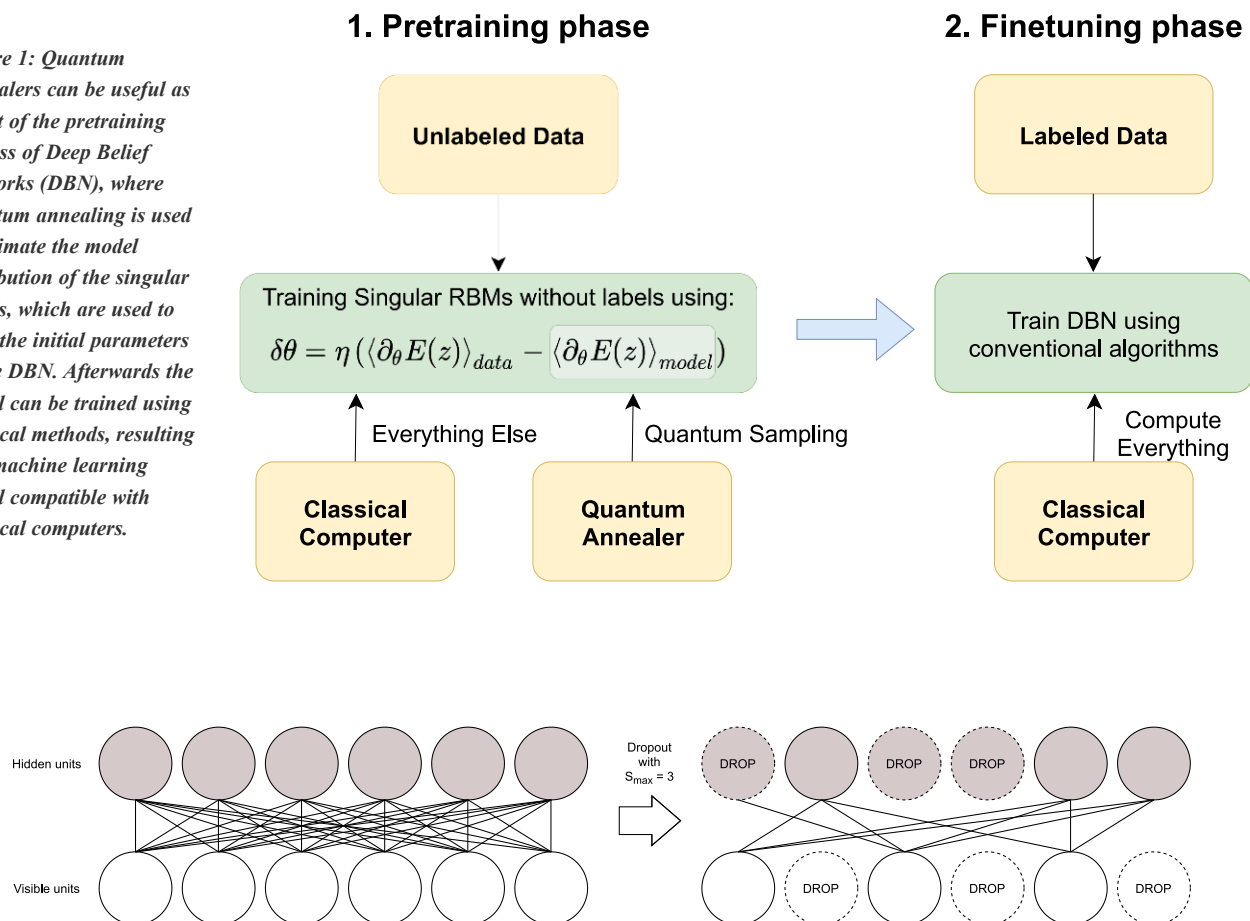 1. Pretraining phase
2. Finetuning phase
re 1: Quantum
alers can be useful as
t of the pretraining
ss of Deep Belief
orks (DBN), where
tum annealing is used
imate the model
bution of the singular
s, which are used to
the initial parameters
DBN. Afterwards the
l can be trained using
cal methods, resulting
machine learning
l compatible with
cal computers.
Unlabeled Data
Training Singular RBMs without labels using:
δθ = η (⟨∂θE(z)⟩data − ⟨∂θE(z)⟩model)
Everything Else
Quantum Sampling
Classical
Computer
Quantum
Annealer
Labeled Data
Train DBN using
conventional algorithms
Compute
Everything
Classical
Computer
Hidden units
Dropout
with
Smax = 3
DROP
DROP
DROP
Visible units
DROP
DROP
DROP